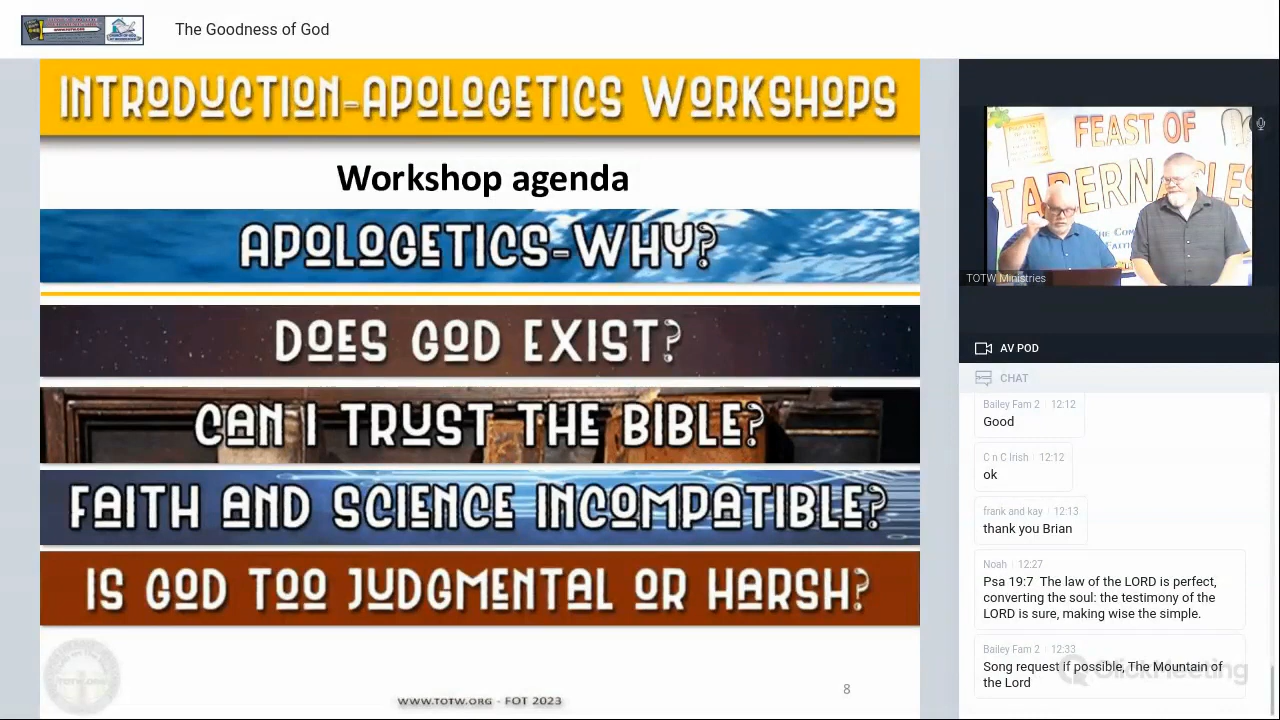 The Goodness of God
INTRODUCTION-APOLOGETICS WORKSHOPS
Workshop agenda
APOLOGETICS-WHY?
DOES GOD EXIST?
CAN I TRUST THE BIBLE?
FAITH AND SCIENCE INCOMPATIBLE?
IS GOD TOO JUDGMENTAL OR HARSH?
WWW.TOTW.ORG - FOT 2023
8
FEAST OF
TABERNACLES
TOTW Ministries
AV POD
CHAT
Bailey Fam 2 12:12
Good
C n C Irish 12:12
ok
frank and kay 12:13
thank you Brian
Noah 12:27
Psa 19:7 The law of the LORD is perfect,
converting the soul: the testimony of the
LORD is sure, making wise the simple.
Bailey Fam 2 12:33
Song request if possible, The Mountain of
the Lord
ClickMeeting